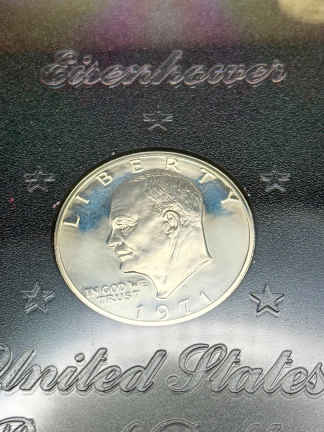 Eisenhower
LIBERTY
IN GOD WE
TRUST
1971
United States